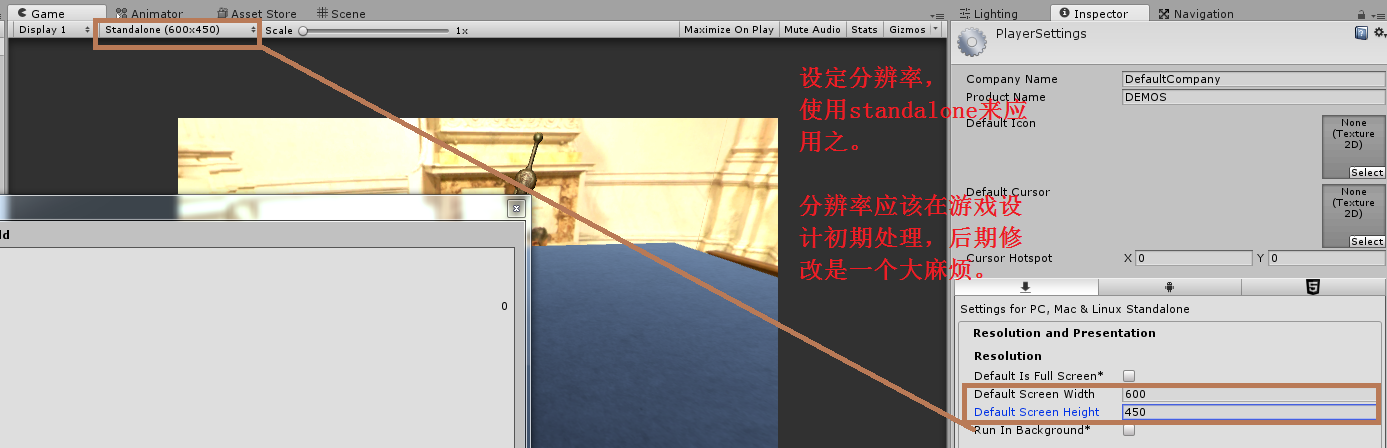 Game
Animator
Asset Store
Scene
Display 1
Standalone (600x450)
Scale
1x
Maximize On Play
Mute Audio
Stats
Gizmos
ld
0
设定分辨率，
使用standalone来应
用之。
分辨率应该在游戏设
计初期处理，后期修
改是一个大麻烦。
Lighting
Inspector
Navigation
PlayerSettings
Company Name
DefaultCompany
Product Name
DEMOS
Default Icon
None
(Texture
2D)
Select
Default Cursor
None
(Texture
2D)
Select
Cursor Hotspot
X 0
Y 0
Settings for PC, Mac & Linux Standalone
Resolution and Presentation
Resolution
Default Is Full Screen*
Default Screen Width
600
Default Screen Height
450
Run In Background*